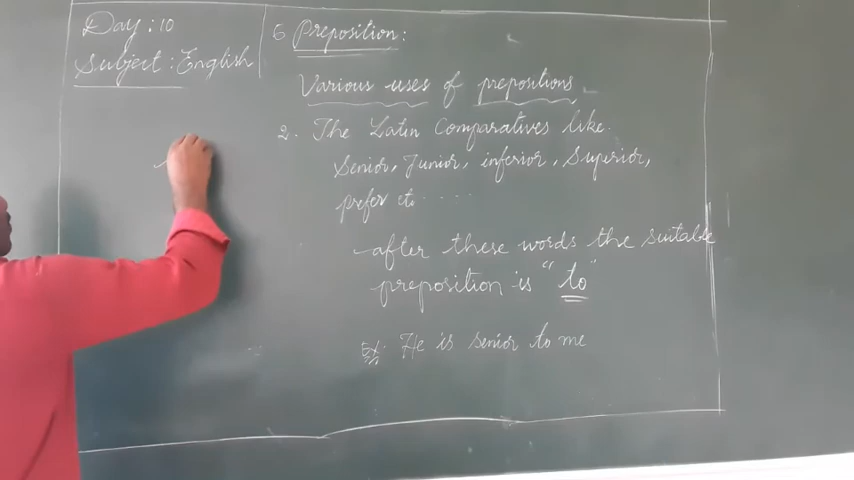 Day: 10
Subject: English
6 Preposition:
Various uses of prepositions
2. The Latin Comparatives like.
Senior, Junior, inferior, Superior,
prefer etc.....
- after these words the suitable
preposition is "to"
Ex: He is senior to me